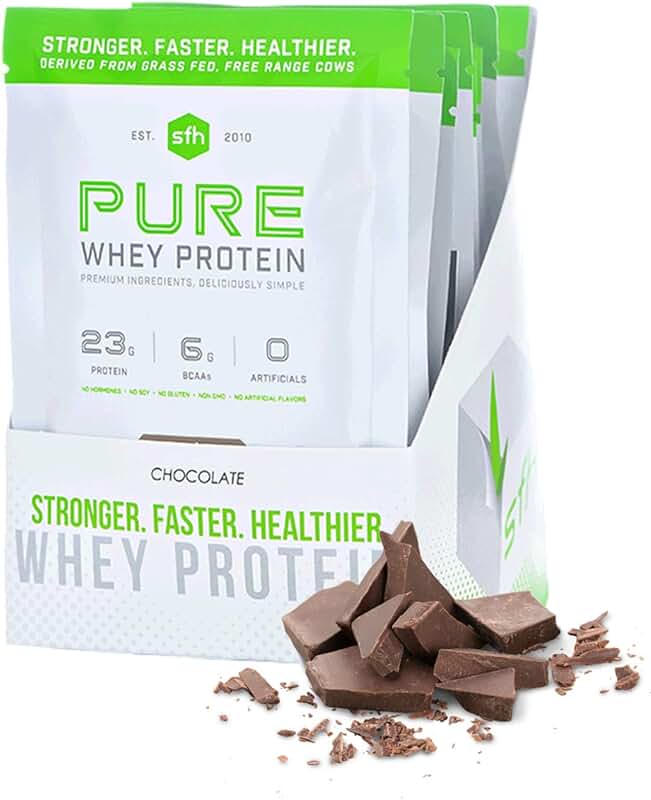 STRONGER. FASTER. HEALTHIER.
DERIVED FROM GRASS FED, FREE RANGE COWS
EST. sfh 2010
PURE
WHEY PROTEIN
PREMIUM INGREDIENTS, DELICIOUSLY SIMPLE
23G 6G 0
PROTEIN BCAAs ARTIFICIALS
NO HORMONES • NO SOY • NO GLUTEN • NON GMO • NO ARTIFICIAL FLAVORS
CHOCOLATE
STRONGER. FASTER. HEALTHIER
WHEY PROTEI
sfh